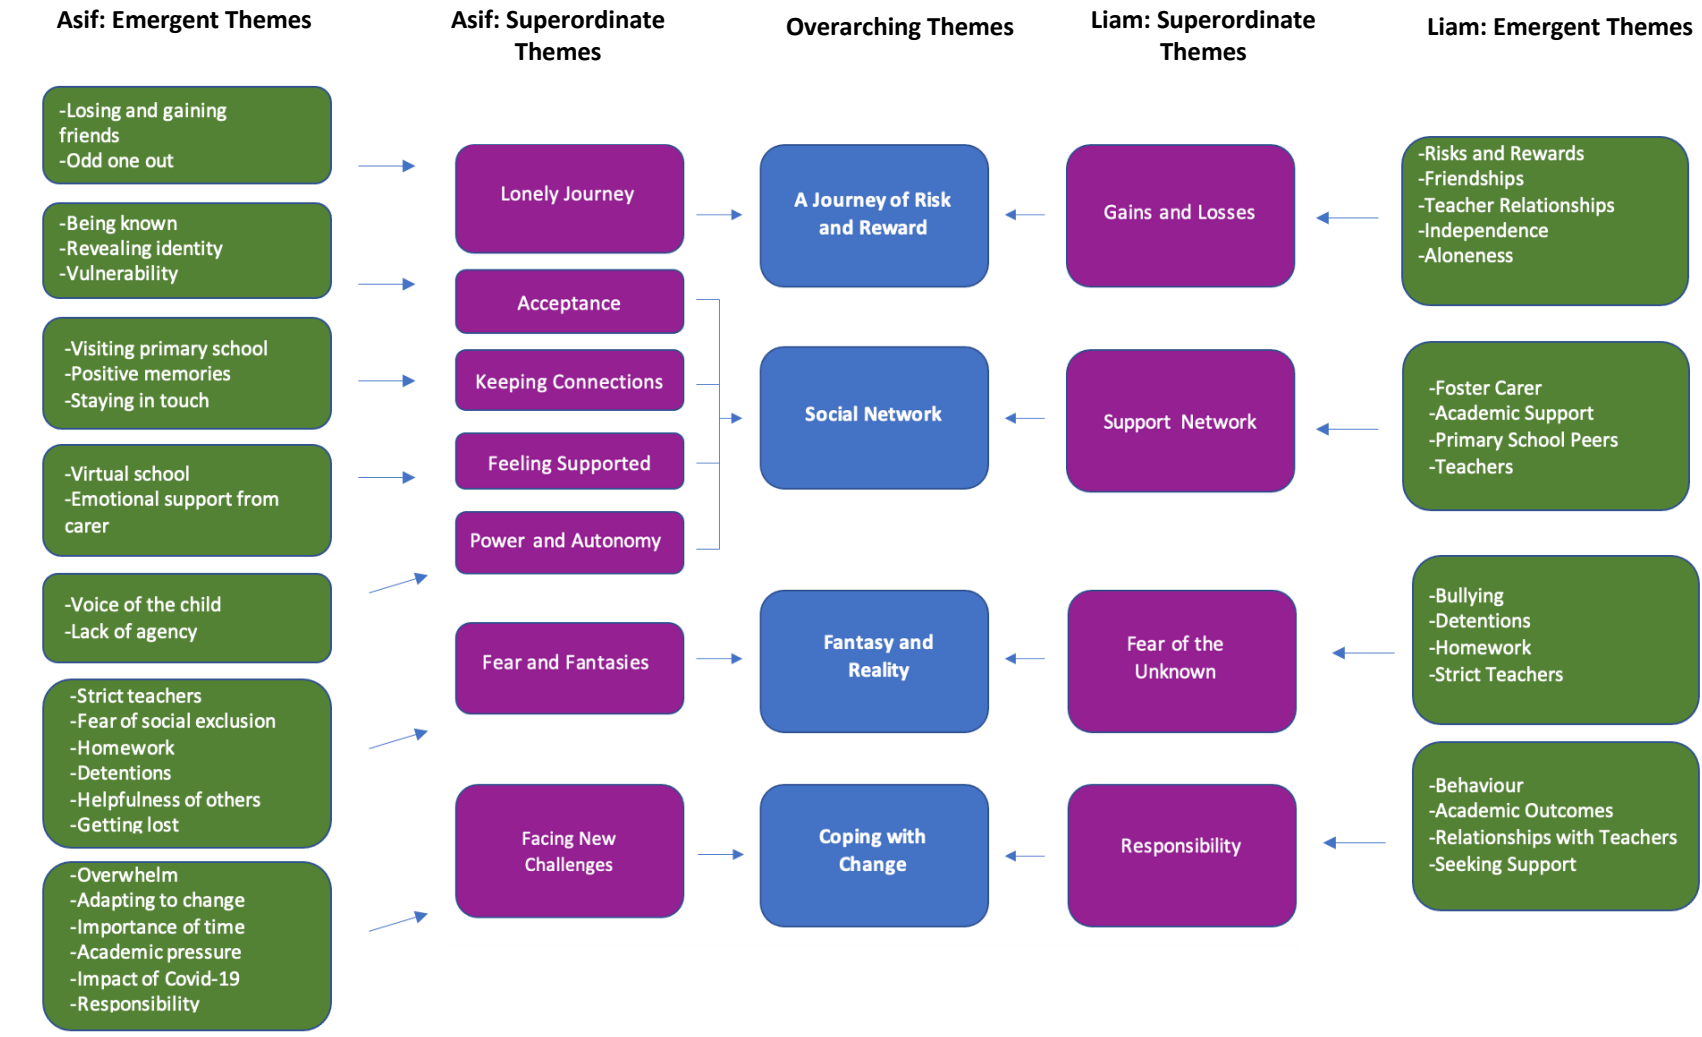 Asif: Emergent Themes
Asif: Superordinate
Themes
Overarching Themes
Liam: Superordinate
Themes
Liam: Emergent Themes
-Losing and gaining
friends
-Odd one out
-Being known
-Revealing identity
-Vulnerability
-Visiting primary school
-Positive memories
-Staying in touch
-Virtual school
-Emotional support from
carer
-Voice of the child
-Lack of agency
-Strict teachers
-Fear of social exclusion
-Homework
-Detentions
-Helpfulness of others
-Getting lost
-Overwhelm
-Adapting to change
-Importance of time
-Academic pressure
-Impact of Covid-19
-Responsibility
Lonely Journey
Acceptance
Keeping Connections
Feeling Supported
Power and Autonomy
Fear and Fantasies
Facing New
Challenges
A Journey of Risk
and Reward
Social Network
Fantasy and
Reality
Coping with
Change
Gains and Losses
Support Network
Fear of the
Unknown
Responsibility
-Risks and Rewards
-Friendships
-Teacher Relationships
-Independence
-Aloneness
-Foster Carer
-Academic Support
-Primary School Peers
-Teachers
-Bullying
-Detentions
-Homework
-Strict Teachers
-Behaviour
-Academic Outcomes
-Relationships with Teachers
-Seeking Support